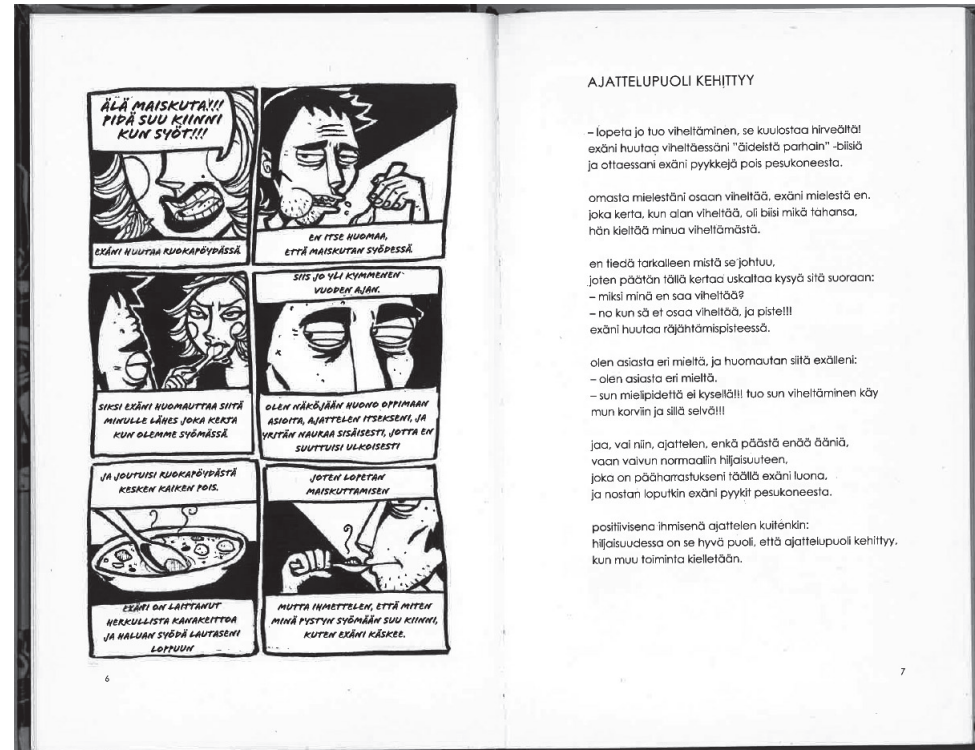 ÄLÄ MAISKUTA!!!
PIDÄ SUU KIINNI
KUN SYÖT!!!
EXÄNI HUUTAA RUOKAPÖYDÄSSÄ
EN ITSE HUOMAA,
ETTÄ MAISKUTAN SYÖDESSÄ.
SIKSI EXÄNI HUOMAUTTAA SIITÄ
MINULLE LÄHES JOKA KERTA
KUN OLEMME SYÖMÄSSÄ
SIIS JO YLI KYMMENEN
VUODEN AJAN.
OLEN NÄKÖJÄÄN HUONO OPPIMAAN
ASIOITA, AJATTELEN ITSEKSENI, JA
YRITÄN NAURAA SISÄISESTI, JOTTA EN
SUUTTUISI ULKOISESTI
JA JOUTUISI RUOKAPÖYDÄSTÄ
KESKEN KAIKEN POIS.
EXÄNI ON LAITTANUT
HERKULLISTA KANAKEITTOA
JA HALUAN SYÖDÄ LAUTASENI
LOPPUUN
JOTEN LOPETAN
MAISKUTTAMISEN
MUTTA IHMETTELEN, ETTÄ MITEN
MINÄ PYSTYN SYÖMÄÄN SUU KIINNI,
KUTEN EXÄNI KÄSKEE.
6
AJATTELUPUOLI KEHITTYY
– lopeta jo tuo viheltäminen, se kuulostaa hirveältä!
exäni huutaa viheltäessäni "äideistä parhain" -biisiä
ja ottaessani exäni pyykkejä pois pesukoneesta.
omasta mielestäni osaan viheltää, exäni mielestä en.
joka kerta, kun alan viheltää, oli biisi mikä tahansa,
hän kieltää minua viheltämästä.
en tiedä tarkalleen mistä se johtuu,
joten päätän tällä kertaa uskaltaa kysyä sitä suoraan:
– miksi minä en saa viheltää?
– no kun sä et osaa viheltää, ja piste!!!
exäni huutaa räjähtämispisteessä.
olen asiasta eri mieltä, ja huomautan siitä exälleni:
– olen asiasta eri mieltä.
– sun mielipidettä ei kysellä!!! tuo sun viheltäminen käy
mun korviin ja sillä selvä!!!
jaa, vai niin, ajattelen, enkä päästä enää ääniä,
vaan vaivun normaaliin hiljaisuuteen,
joka on pääharrastukseni täällä exäni luona,
ja nostan loputkin exäni pyykit pesukoneesta.
positiivisena ihmisenä ajattelen kuitenkin:
hiljaisuudessa on se hyvä puoli, että ajattelupuoli kehittyy,
kun muu toiminta kielletään.
7